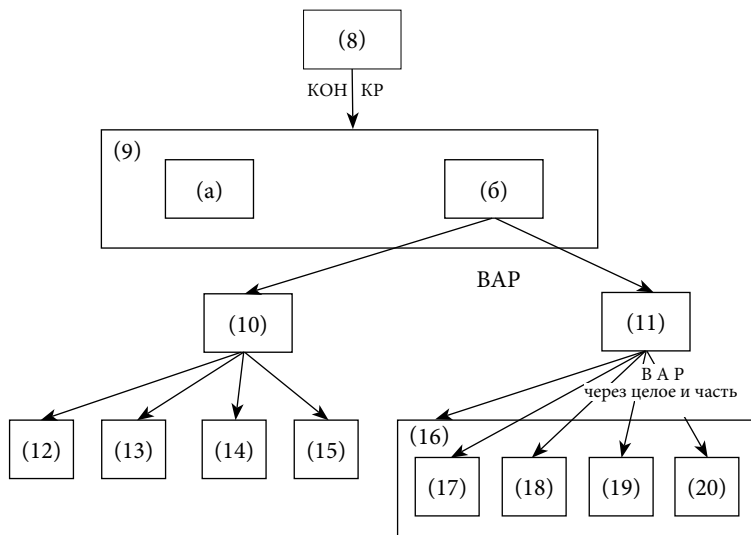 (8)
КОН КР
(9)
(а) (б)
ВАР
(10) (11)
В А Р
через целое и часть
(12) (13) (14) (15) (16)
(17) (18) (19) (20)